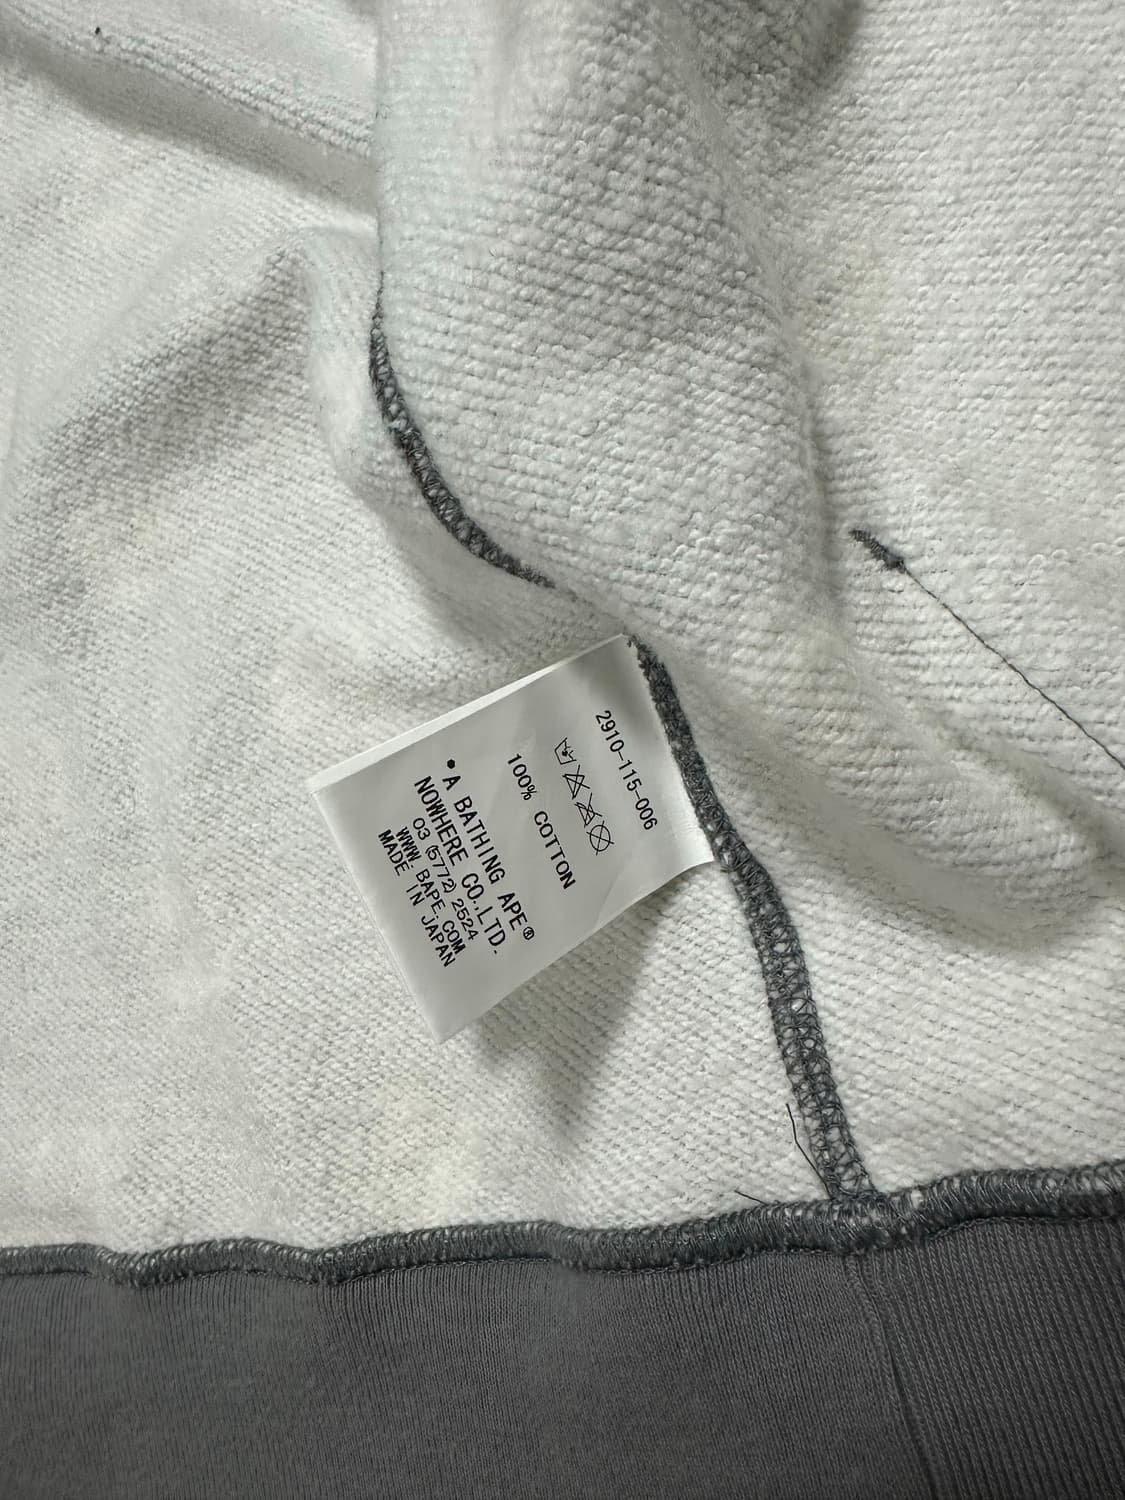 2910-115-006
100% COTTON
•A BATHING APE®
NOWHERE CO.,LTD.
03(5772)2524
WWW.BAPE.COM
MADE IN JAPAN